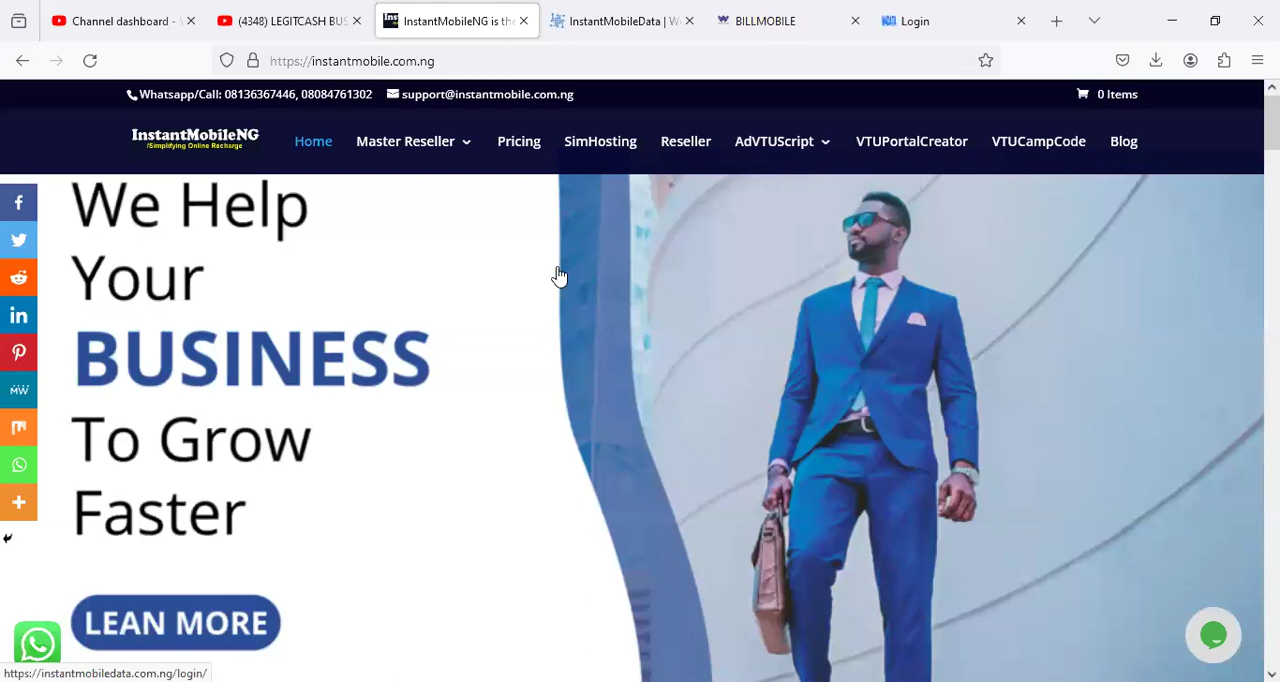 Channel dashboard -
(4348) LEGITCASH BUS
InstantMobileNG is the
InstantMobileData | W
BILLMOBILE
Login
https://instantmobile.com.ng
Whatsapp/Call: 08136367446, 08084761302
support@instantmobile.com.ng
0 Items
InstantMobileNG
/Simplifying Online Recharge
Home
Master Reseller
Pricing
SimHosting
Reseller
AdVTUScript
VTUPortalCreator
VTUCampCode
Blog
We Help
Your
BUSINESS
To Grow
Faster
LEAN MORE
https://instantmobiledata.com.ng/login/